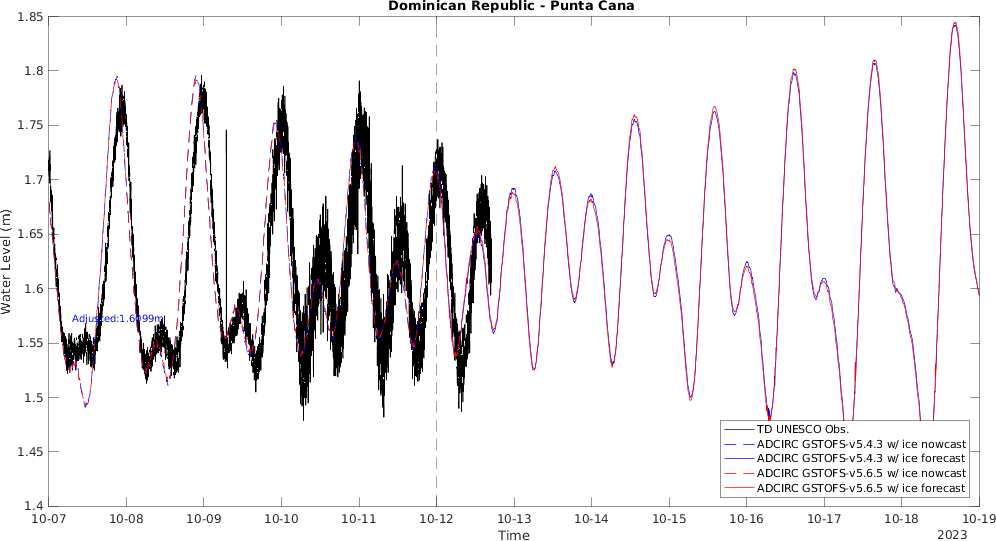 Dominican Republic - Punta Cana
1.85
1.8
1.75
1.7
1.65
1.6
1.55
1.5
1.45
1.4
Water Level (m)
Adjusted:1.6099m
TD UNESCO Obs.
ADCIRC GSTOFS-v5.4.3 w/ ice nowcast
ADCIRC GSTOFS-v5.4.3 w/ ice forecast
ADCIRC GSTOFS-v5.6.5 w/ ice nowcast
ADCIRC GSTOFS-v5.6.5 w/ ice forecast
10-07 10-08 10-09 10-10 10-11 10-12 10-13 10-14 10-15 10-16 10-17 10-18 10-19
Time
2023